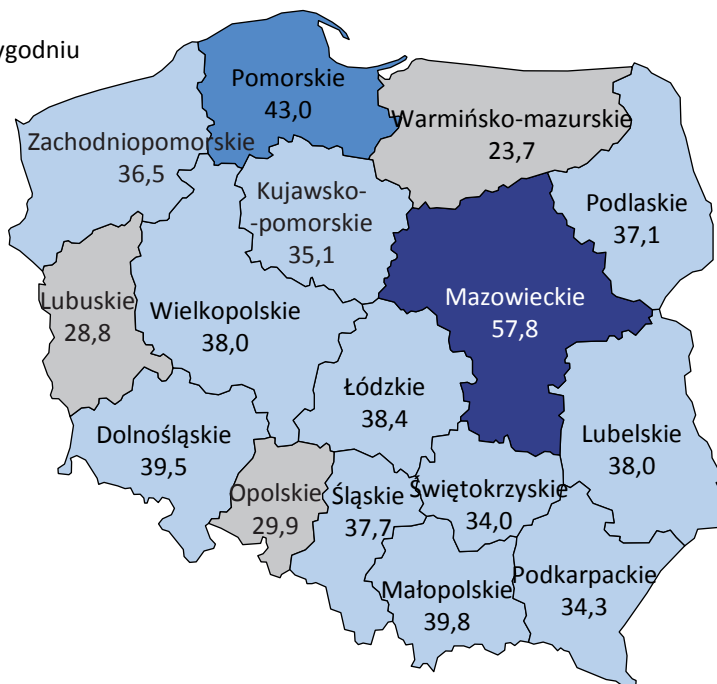 ygodniu
Pomorskie
43,0
Warmińsko-mazurskie
23,7
Zachodniopomorskie
36,5
Kujawsko-
-pomorskie
35,1
Podlaskie
37,1
Lubuskie
28,8
Wielkopolskie
38,0
Mazowieckie
57,8
Łódzkie
38,4
Dolnośląskie
39,5
Lubelskie
38,0
Opolskie
29,9
Śląskie
37,7
Świętokrzyskie
34,0
Małopolskie
39,8
Podkarpackie
34,3